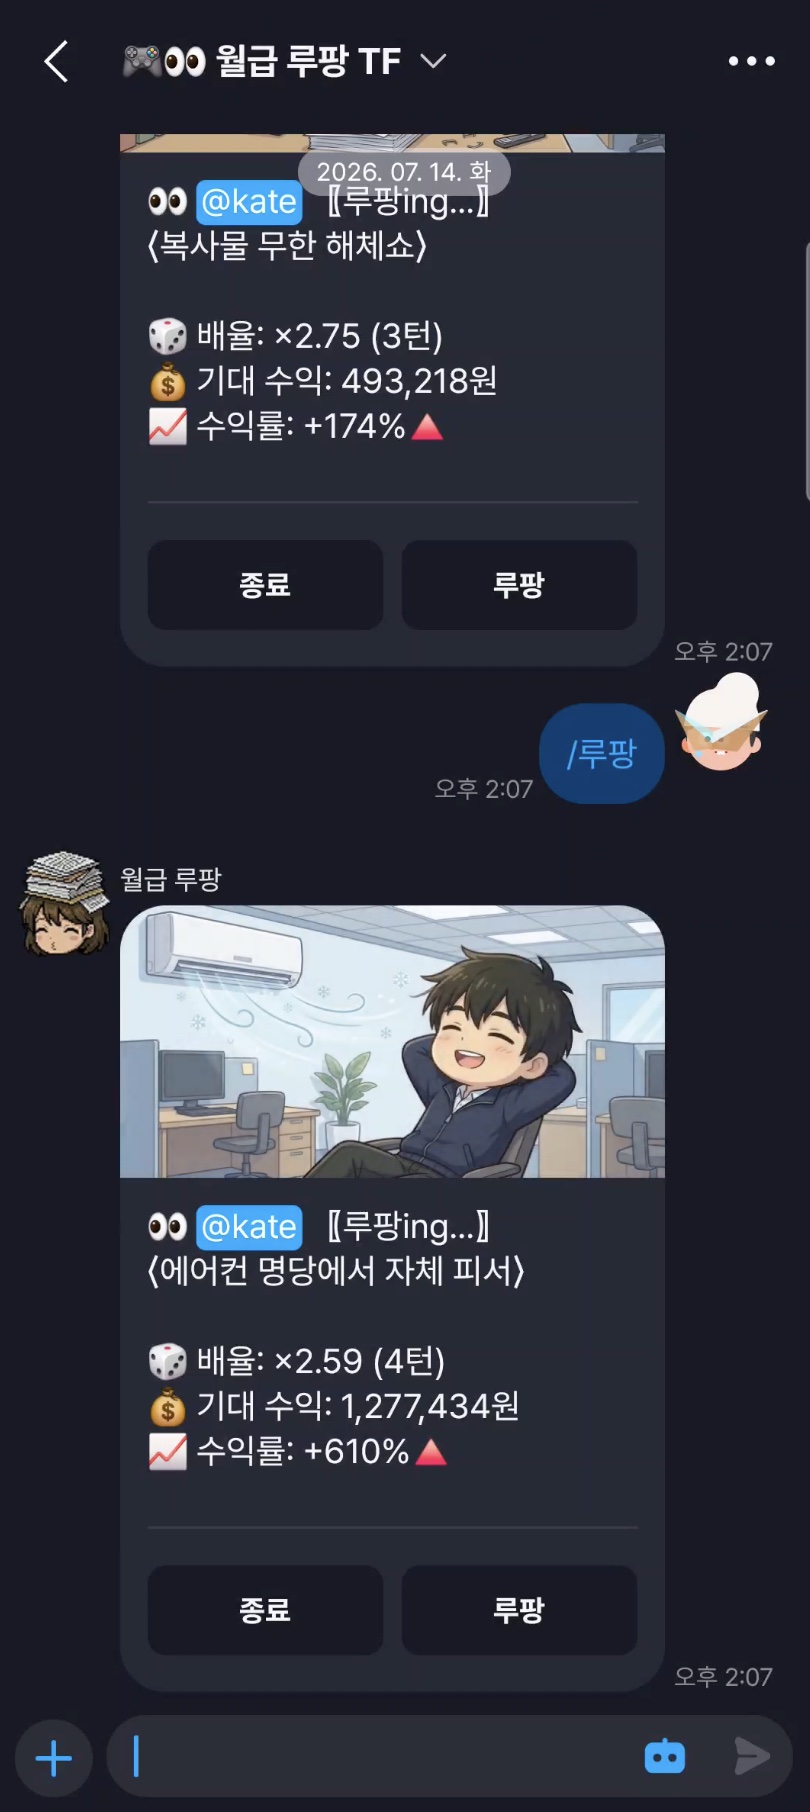 🎮👀 월급 루팡 TF
2026. 07. 14. 화
👀 @kate 〖루팡ing...〗
〈복사물 무한 해체쇼〉
🎲 배율: ×2.75 (3턴)
💰 기대 수익: 493,218원
📈 수익률: +174%🔺
종료
루팡
오후 2:07
/루팡
오후 2:07
월급 루팡
👀 @kate 〖루팡ing...〗
〈에어컨 명당에서 자체 피서〉
🎲 배율: ×2.59 (4턴)
💰 기대 수익: 1,277,434원
📈 수익률: +610%🔺
종료
루팡
오후 2:07